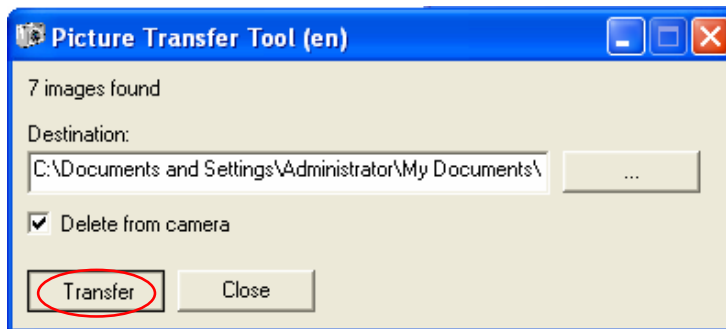 Picture Transfer Tool (en)
7 images found
Destination:
C:\Documents and Settings\Administrator\My Documents\
...
Delete from camera
Transfer
Close